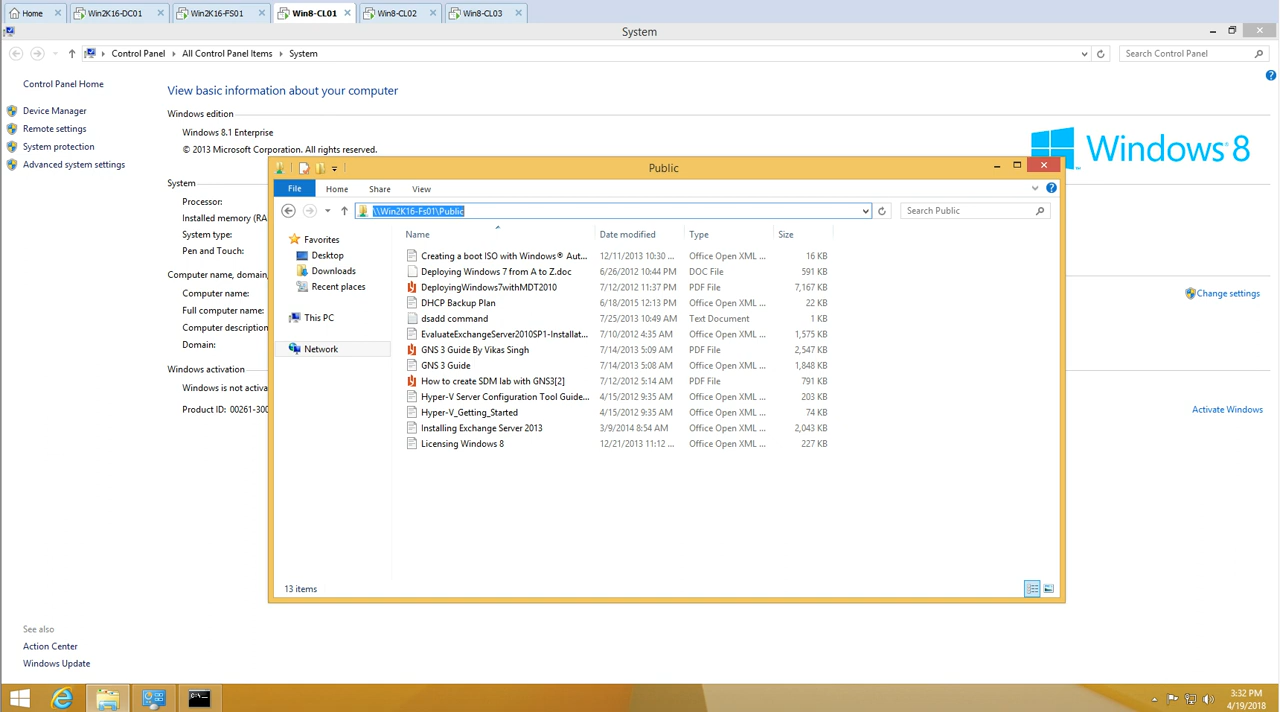 Home
Win2K16-DC01
Win2K16-FS01
Win8-CL01
Win8-CL02
Win8-CL03
System
Control Panel
All Control Panel Items
System
Search Control Panel
Control Panel Home
Device Manager
Remote settings
System protection
Advanced system settings
View basic information about your computer
Windows edition
Windows 8.1 Enterprise
© 2013 Microsoft Corporation. All rights reserved.
Windows 8
System
Processor:
Installed memory (RA
System type:
Pen and Touch:
Computer name, domain,
Computer name:
Full computer name:
Computer description
Domain:
Windows activation
Windows is not activa
Product ID: 00261-300
Change settings
Activate Windows
See also
Action Center
Windows Update
Public
File Home Share View
\\Win2K16-Fs01\Public
Search Public
Favorites
Desktop
Downloads
Recent places
This PC
Network
Name Date modified Type Size
Creating a boot ISO with Windows® Aut... 12/11/2013 10:30 ... Office Open XML ... 16 KB
Deploying Windows 7 from A to Z.doc 6/26/2012 10:44 PM DOC File 591 KB
DeployingWindows7withMDT2010 7/12/2012 11:37 PM PDF File 7,167 KB
DHCP Backup Plan 6/18/2015 12:13 PM Office Open XML ... 22 KB
dsadd command 7/25/2013 10:49 AM Text Document 1 KB
EvaluateExchangeServer2010SP1-Installat... 7/10/2012 4:35 AM Office Open XML ... 1,575 KB
GNS 3 Guide By Vikas Singh 7/14/2013 5:09 AM PDF File 2,547 KB
GNS 3 Guide 7/14/2013 5:08 AM Office Open XML ... 1,848 KB
How to create SDM lab with GNS3[2] 7/12/2012 5:14 AM PDF File 791 KB
Hyper-V Server Configuration Tool Guide... 4/15/2012 9:35 AM Office Open XML ... 203 KB
Hyper-V_Getting_Started 4/15/2012 9:35 AM Office Open XML ... 74 KB
Installing Exchange Server 2013 3/9/2014 8:54 AM Office Open XML ... 2,043 KB
Licensing Windows 8 12/21/2013 11:12 ... Office Open XML ... 227 KB
13 items
3:32 PM
4/19/2018